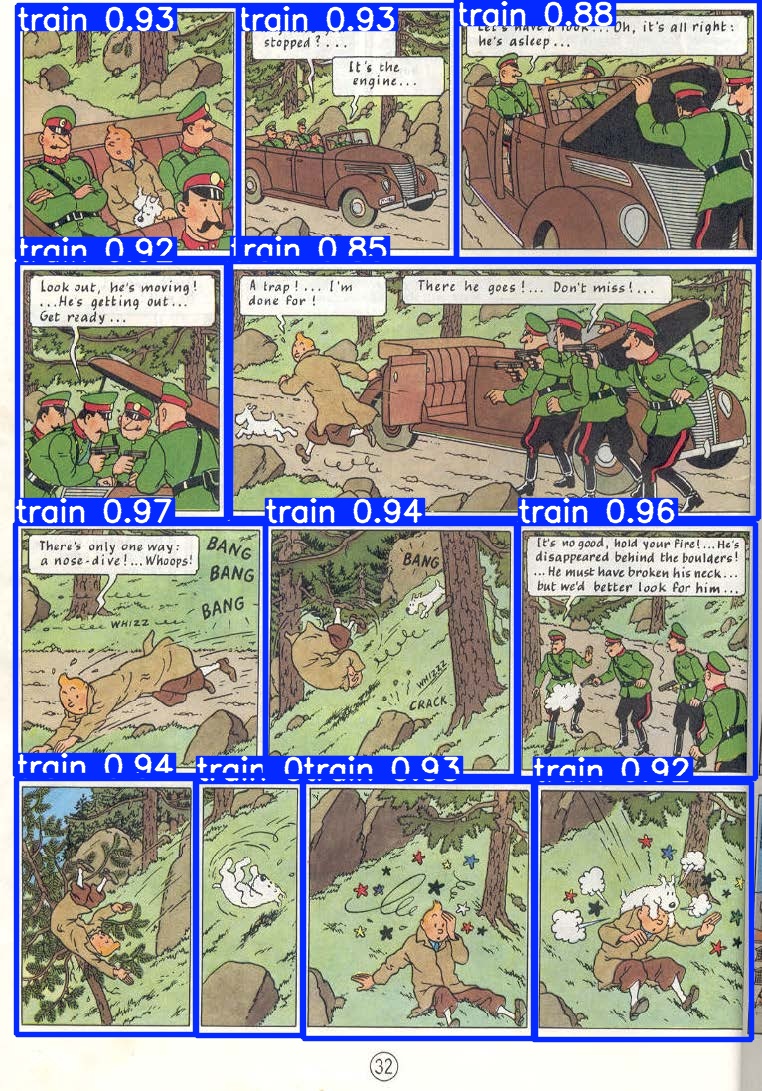 train 0.93
train 0.93
train 0.88
stopped?...
It's the
engine...
Let's have a look... Oh, it's all right:
he's asleep...
train 0.92
train 0.85
Look out, he's moving!
...He's getting out...
Get ready...
A trap!... I'm
done for!
There he goes!... Don't miss!...
train 0.97
train 0.94
train 0.96
There's only one way:
a nose-dive!...Whoops!
BANG
BANG
BANG
WHIZZ
BANG
WHIZZZ
CRACK
It's no good, hold your fire!...He's
disappeared behind the boulders!
...He must have broken his neck...
but we'd better look for him...
train 0.94
train
train 0.93
train 0.92
32